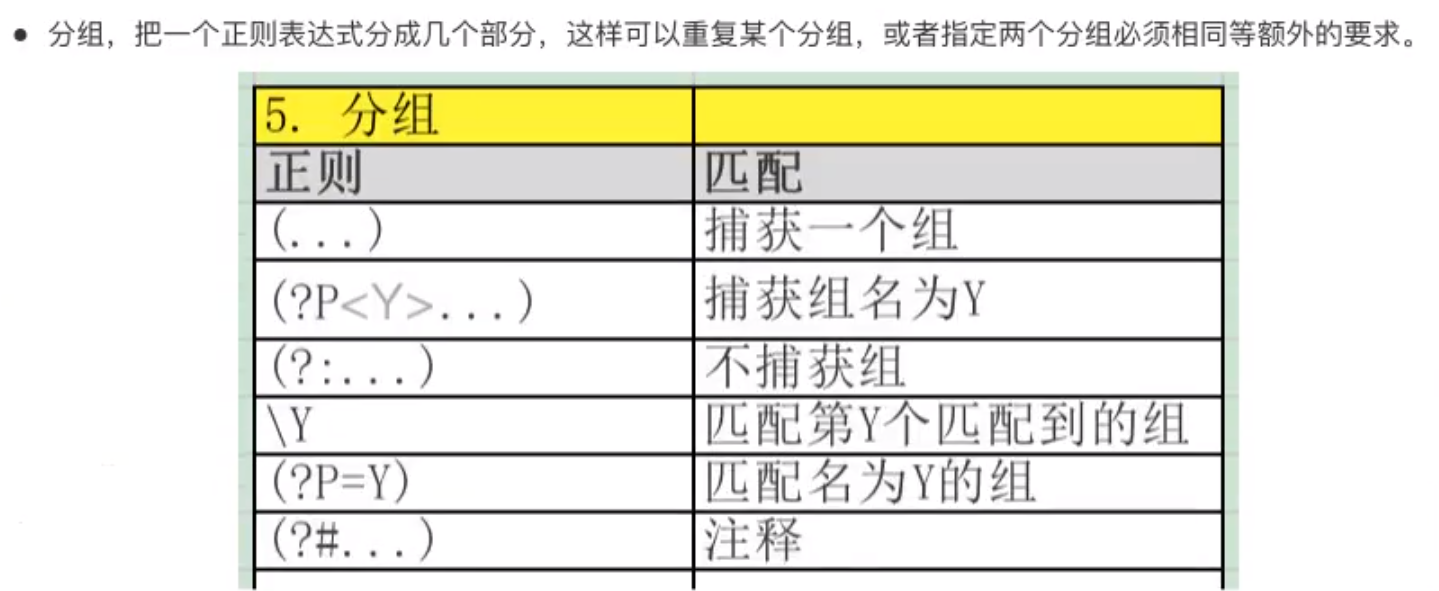 • 分组，把一个正则表达式分成几个部分，这样可以重复某个分组，或者指定两个分组必须相同等额外的要求。
5. 分组
正则 匹配
(...) 捕获一个组
(?P<Y>...) 捕获组名为Y
(?:...) 不捕获组
\Y 匹配第Y个匹配到的组
(?P=Y) 匹配名为Y的组
(?#...) 注释